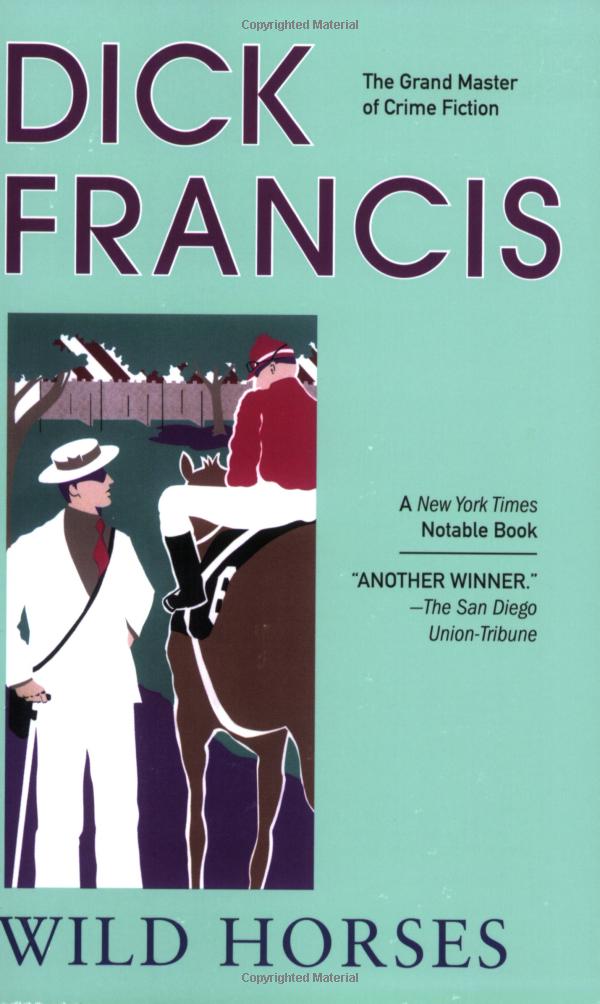 Copyrighted Material
DICK
FRANCIS
The Grand Master
of Crime Fiction
A New York Times
Notable Book
“ANOTHER WINNER.”
—The San Diego
Union-Tribune
WILD HORSES
Copyrighted Material